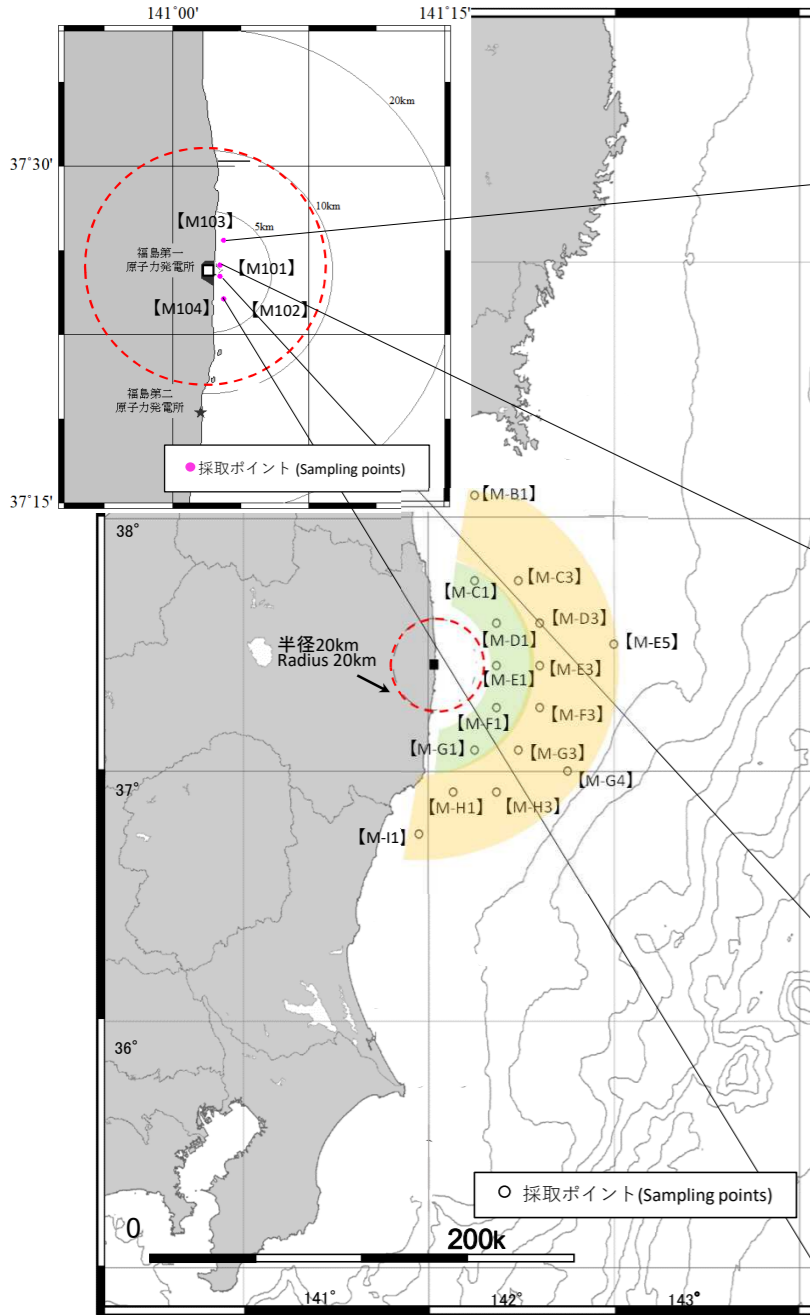 141°00'
141°15'
20km
37°30'
10km
【M103】
5km
福島第一
原子力発電所
【M101】
【M104】
【M102】
福島第二
原子力発電所
採取ポイント (Sampling points)
37°15'
【M-B1】
38°
【M-C3】
【M-C1】
【M-D3】
【M-D1】
【M-E5】
半径20km
Radius 20km
【M-E3】
【M-E1】
【M-F3】
【M-F1】
【M-G1】
【M-G3】
【M-G4】
37°
【M-H1】
【M-H3】
【M-I1】
36°
採取ポイント(Sampling points)
0
200k
141°
142°
143°